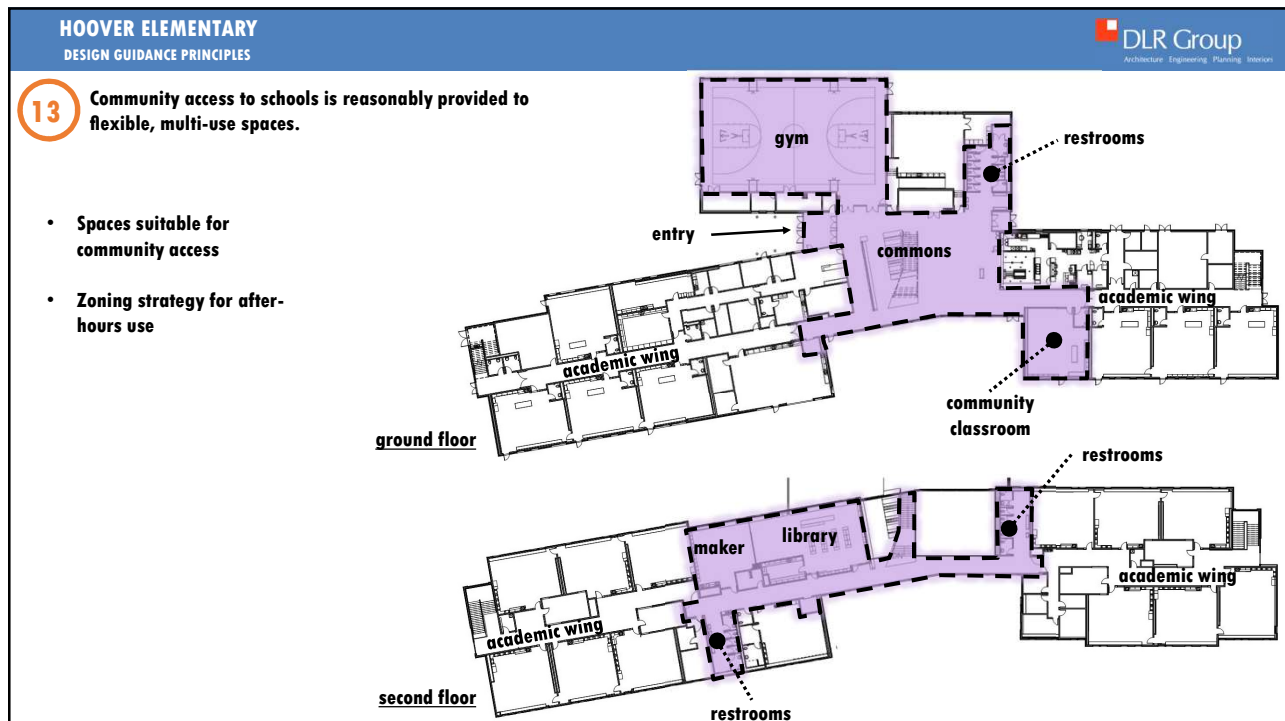 HOOVER ELEMENTARY
DESIGN GUIDANCE PRINCIPLES
DLR Group
Architecture Engineering Planning Interiors
13
Community access to schools is reasonably provided to
flexible, multi-use spaces.
• Spaces suitable for
community access
• Zoning strategy for after-
hours use
gym
restrooms
entry
commons
academic wing
academic wing
community
classroom
ground floor
restrooms
maker
library
academic wing
academic wing
second floor
restrooms